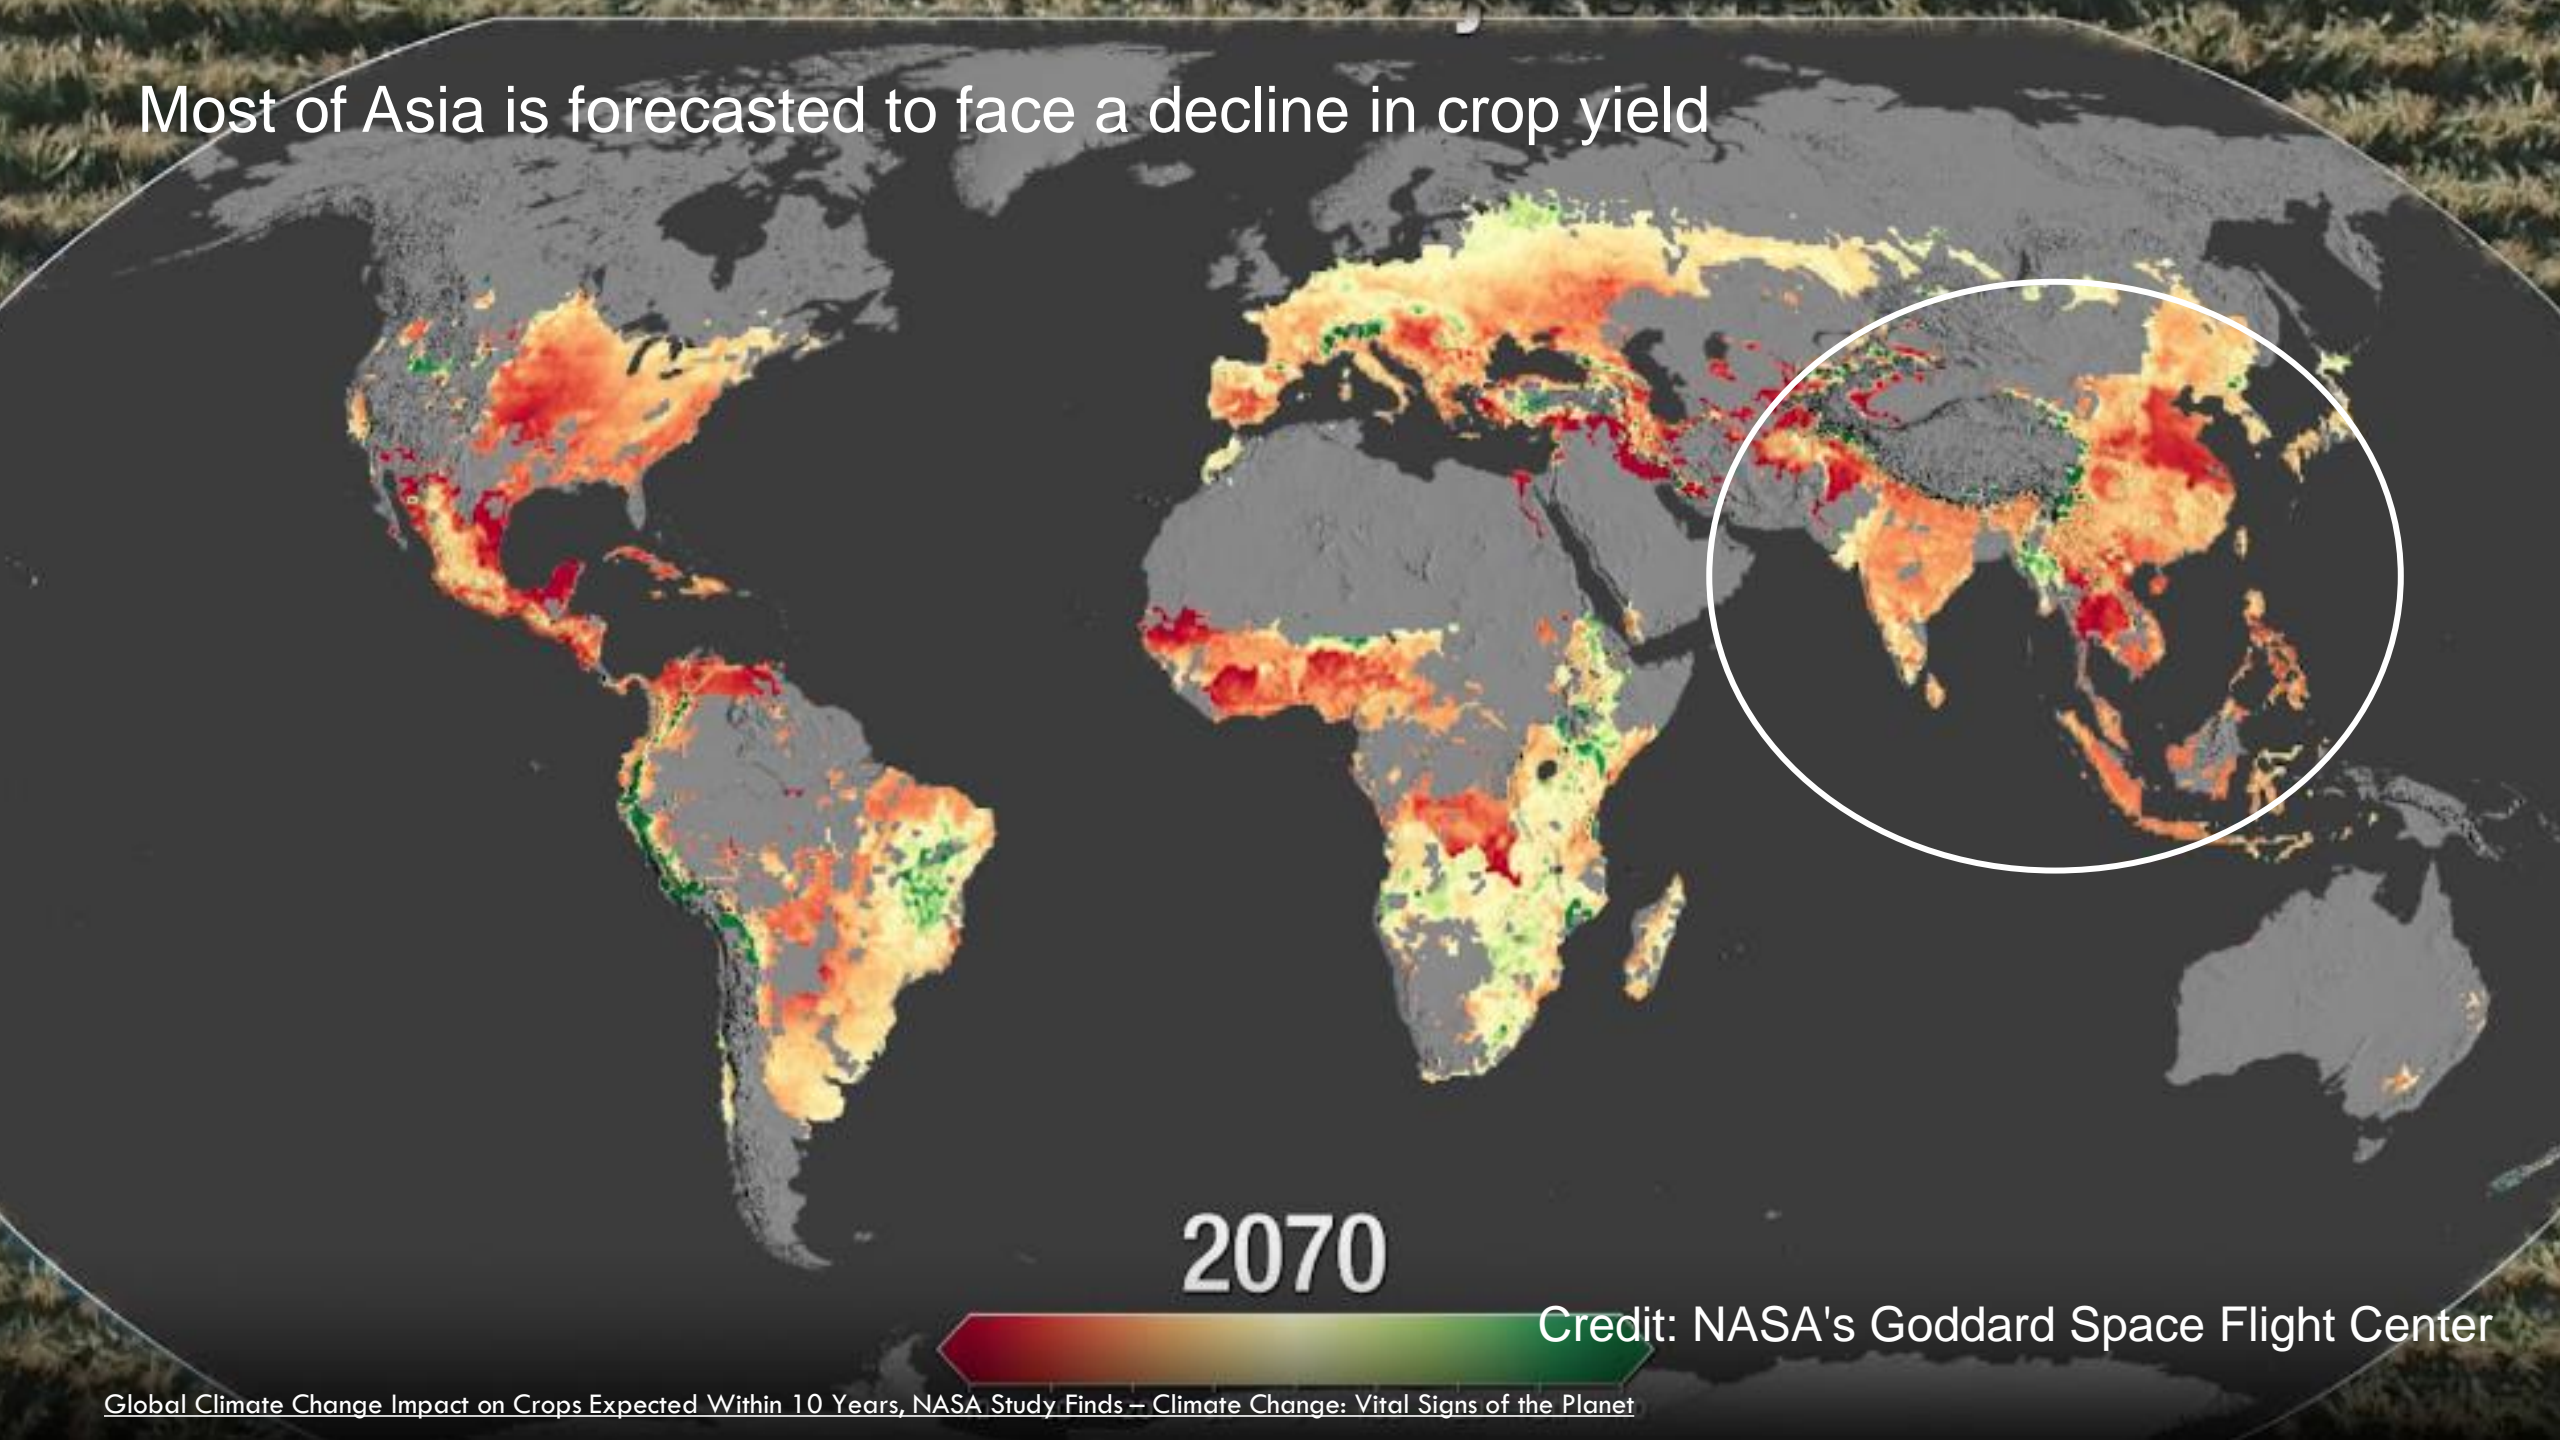 Most of Asia is forecasted to face a decline in crop yield
2070
Credit: NASA's Goddard Space Flight Center
Global Climate Change Impact on Crops Expected Within 10 Years, NASA Study Finds – Climate Change: Vital Signs of the Planet